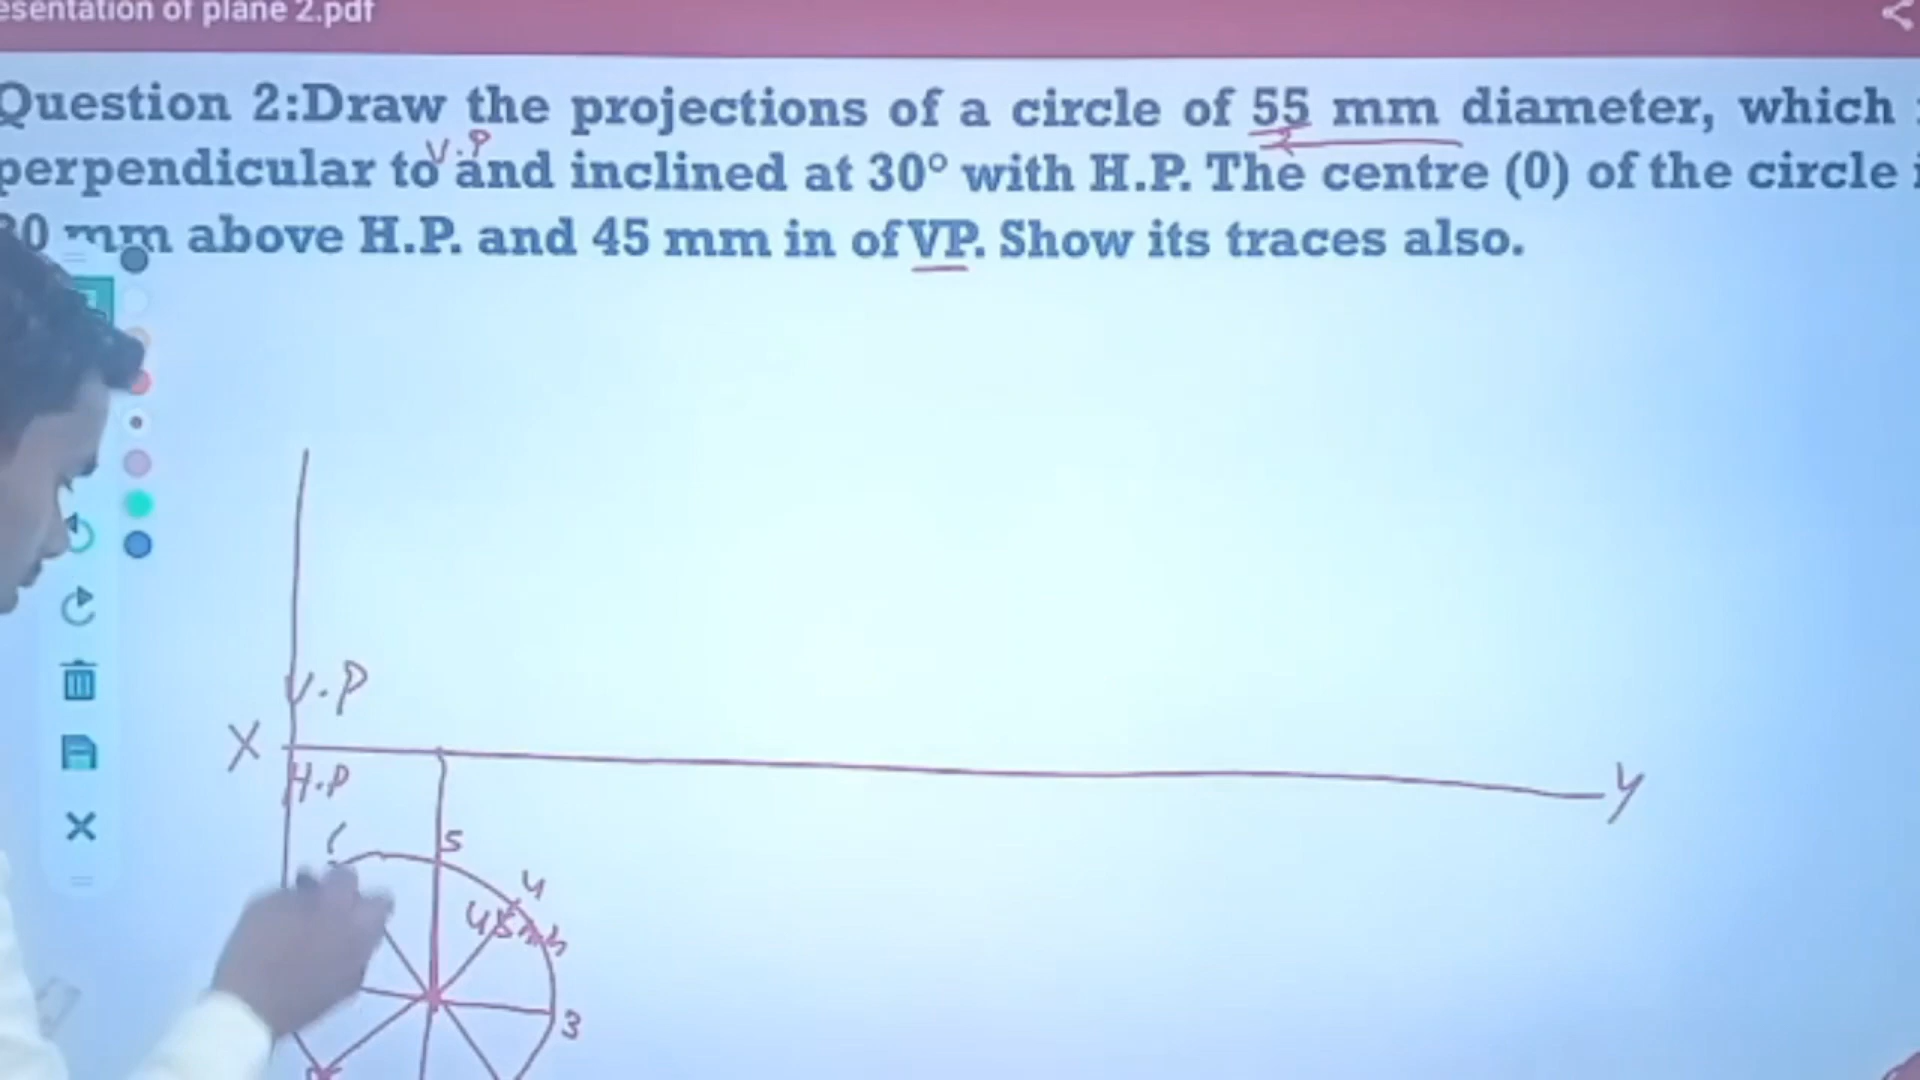 esentation of plane 2.pdf
Question 2:Draw the projections of a circle of 55 mm diameter, which
V.P
perpendicular to and inclined at 30° with H.P. The centre (0) of the circle i
30 mm above H.P. and 45 mm in of VP. Show its traces also.
V.P
X
H.P
Y
5
4
45mm
3